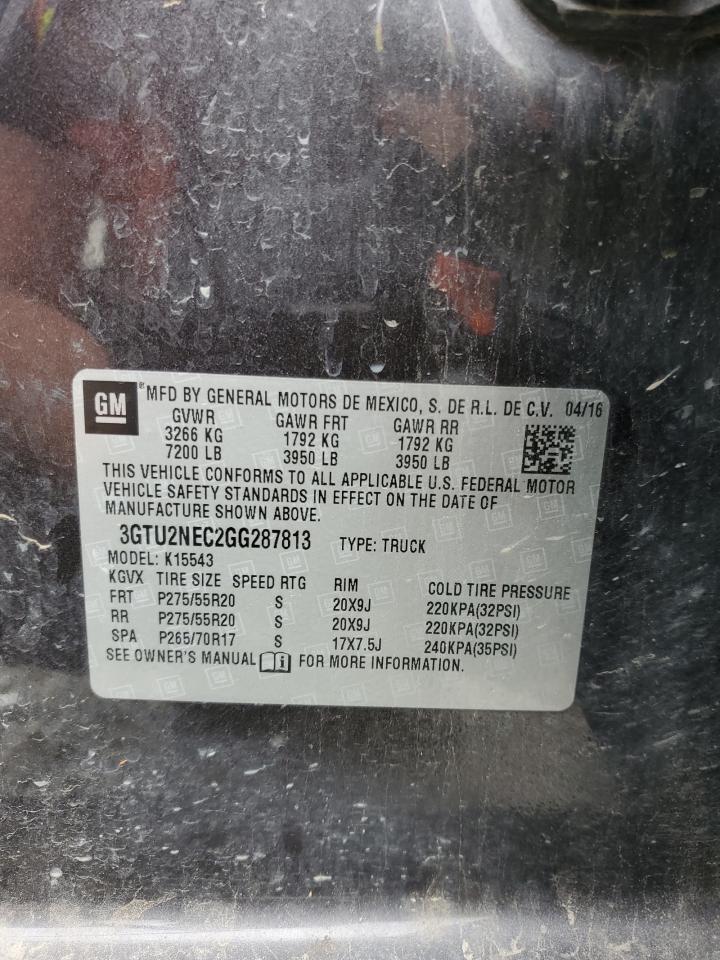 GM ® MFD BY GENERAL MOTORS DE MEXICO, S. DE R.L. DE C.V. 04/16
GVWR GAWR FRT GAWR RR
3266 KG 1792 KG 1792 KG
7200 LB 3950 LB 3950 LB
THIS VEHICLE CONFORMS TO ALL APPLICABLE U.S. FEDERAL MOTOR
VEHICLE SAFETY STANDARDS IN EFFECT ON THE DATE OF
MANUFACTURE SHOWN ABOVE.
3GTU2NEC2GG287813 TYPE: TRUCK
MODEL: K15543
KGVX TIRE SIZE SPEED RTG RIM COLD TIRE PRESSURE
FRT P275/55R20 S 20X9J 220KPA(32PSI)
RR P275/55R20 S 20X9J 220KPA(32PSI)
SPA P265/70R17 S 17X7.5J 240KPA(35PSI)
SEE OWNER'S MANUAL i FOR MORE INFORMATION.